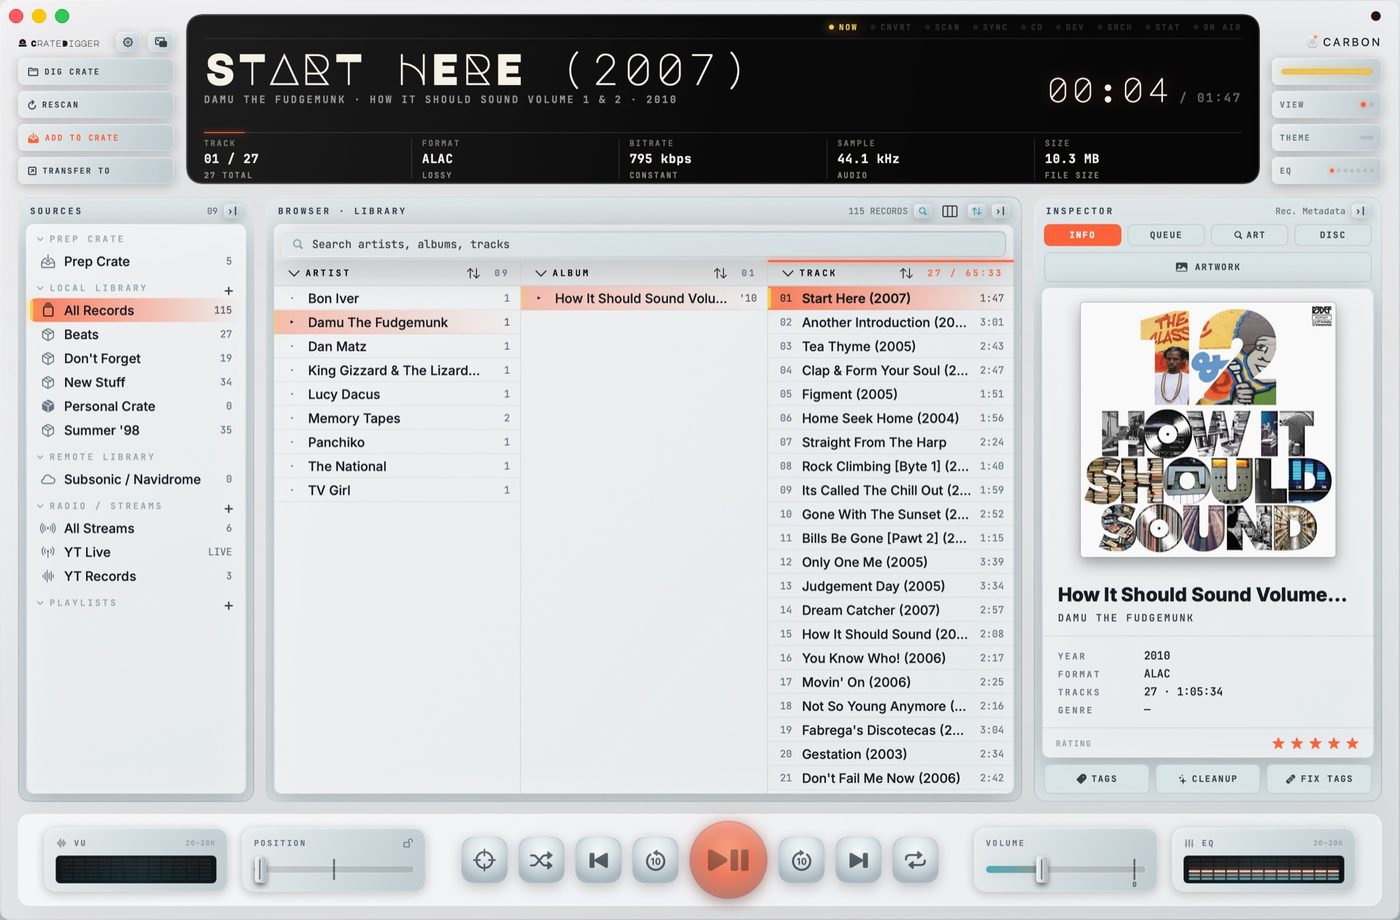 CRATEDIGGER
DIG CRATE
RESCAN
ADD TO CRATE
TRANSFER TO
NOW CNVRT SCAN SYNC CD DEV SRCH STAT ON AIR
START HERE (2007)
DAMU THE FUDGEMUNK · HOW IT SHOULD SOUND VOLUME 1 & 2 · 2010
00:04 / 01:47
TRACK
01 / 27
27 TOTAL
FORMAT
ALAC
LOSSY
BITRATE
795 kbps
CONSTANT
SAMPLE
44.1 kHz
AUDIO
SIZE
10.3 MB
FILE SIZE
CARBON
VIEW
THEME
EQ
SOURCES 09
PREP CRATE
Prep Crate 5
LOCAL LIBRARY +
All Records 115
Beats 27
Don't Forget 19
New Stuff 34
Personal Crate 0
Summer '98 35
REMOTE LIBRARY
Subsonic / Navidrome 0
RADIO / STREAMS +
All Streams 6
YT Live LIVE
YT Records 3
PLAYLISTS +
BROWSER · LIBRARY 115 RECORDS
Search artists, albums, tracks
ARTIST 09
Bon Iver 1
Damu The Fudgemunk 1
Dan Matz 1
King Gizzard & The Lizard... 1
Lucy Dacus 1
Memory Tapes 2
Panchiko 1
The National 1
TV Girl 1
ALBUM 01
How It Should Sound Volu... '10
TRACK 27 / 65:33
01 Start Here (2007) 1:47
02 Another Introduction (20... 3:01
03 Tea Thyme (2005) 2:43
04 Clap & Form Your Soul (2... 2:47
05 Figment (2005) 1:51
06 Home Seek Home (2004) 1:56
07 Straight From The Harp 2:24
08 Rock Climbing [Byte 1] (2... 1:40
09 Its Called The Chill Out (2... 1:59
10 Gone With The Sunset (2... 2:52
11 Bills Be Gone [Pawt 2] (2... 1:15
12 Only One Me (2005) 3:39
13 Judgement Day (2005) 3:34
14 Dream Catcher (2007) 2:57
15 How It Should Sound (20... 2:08
16 You Know Who! (2006) 2:17
17 Movin' On (2006) 2:25
18 Not So Young Anymore (... 2:16
19 Fabrega's Discotecas (2... 3:04
20 Gestation (2003) 2:34
21 Don't Fail Me Now (2006) 2:42
INSPECTOR Rec. Metadata
INFO QUEUE ART DISC
ARTWORK
THE
GLASS
1&2
HOW IT
SHOULD
SOUND
How It Should Sound Volume...
DAMU THE FUDGEMUNK
YEAR 2010
FORMAT ALAC
TRACKS 27 · 1:05:34
GENRE —
RATING ★★★★★
TAGS CLEANUP FIX TAGS
VU 20-20K
POSITION
10
10
VOLUME
0
EQ 20-20K